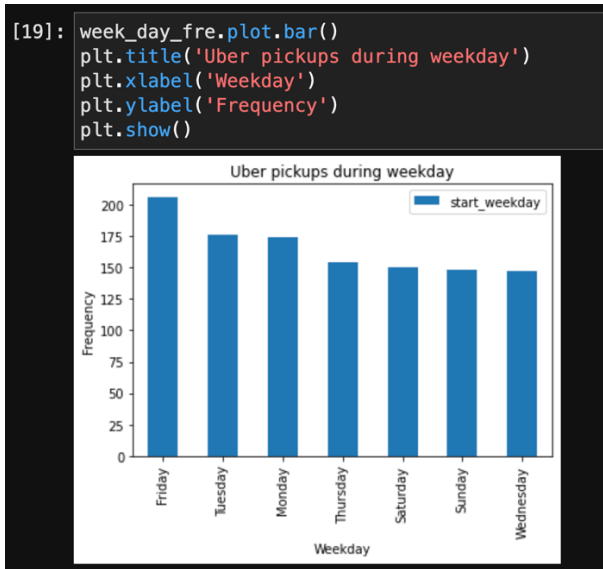 [19]: week_day_fre.plot.bar()
plt.title('Uber pickups during weekday')
plt.xlabel('Weekday')
plt.ylabel('Frequency')
plt.show()
Uber pickups during weekday
start_weekday
200
175
150
125
100
75
50
25
0
Frequency
Friday
Tuesday
Monday
Thursday
Saturday
Sunday
Wednesday
Weekday